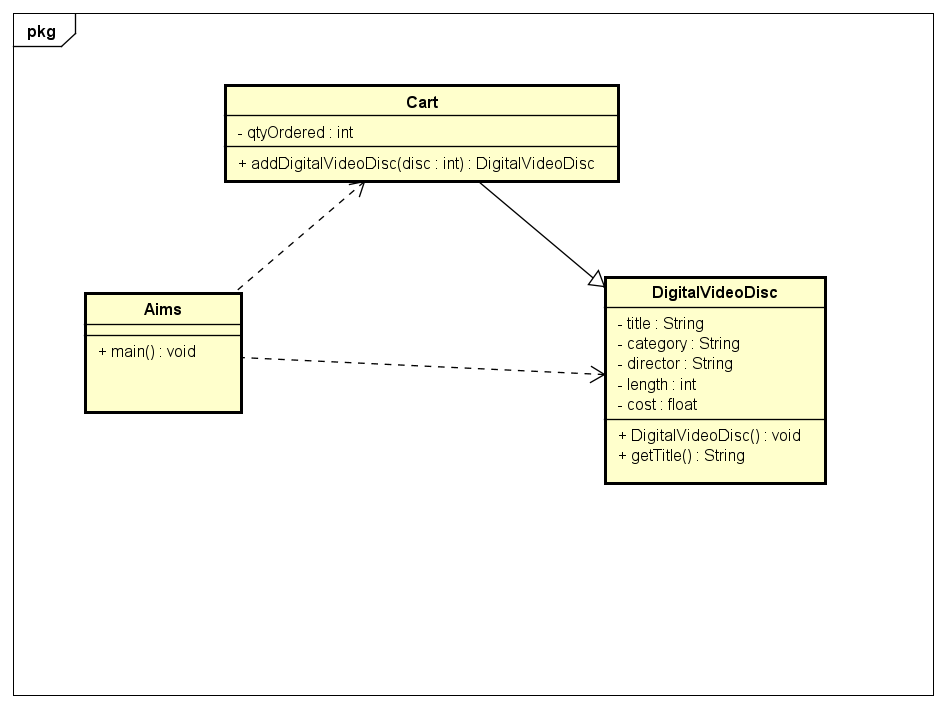 pkg
Cart
- qtyOrdered : int
+ addDigitalVideoDisc(disc : int) : DigitalVideoDisc
Aims
+ main() : void
DigitalVideoDisc
- title : String
- category : String
- director : String
- length : int
- cost : float
+ DigitalVideoDisc() : void
+ getTitle() : String